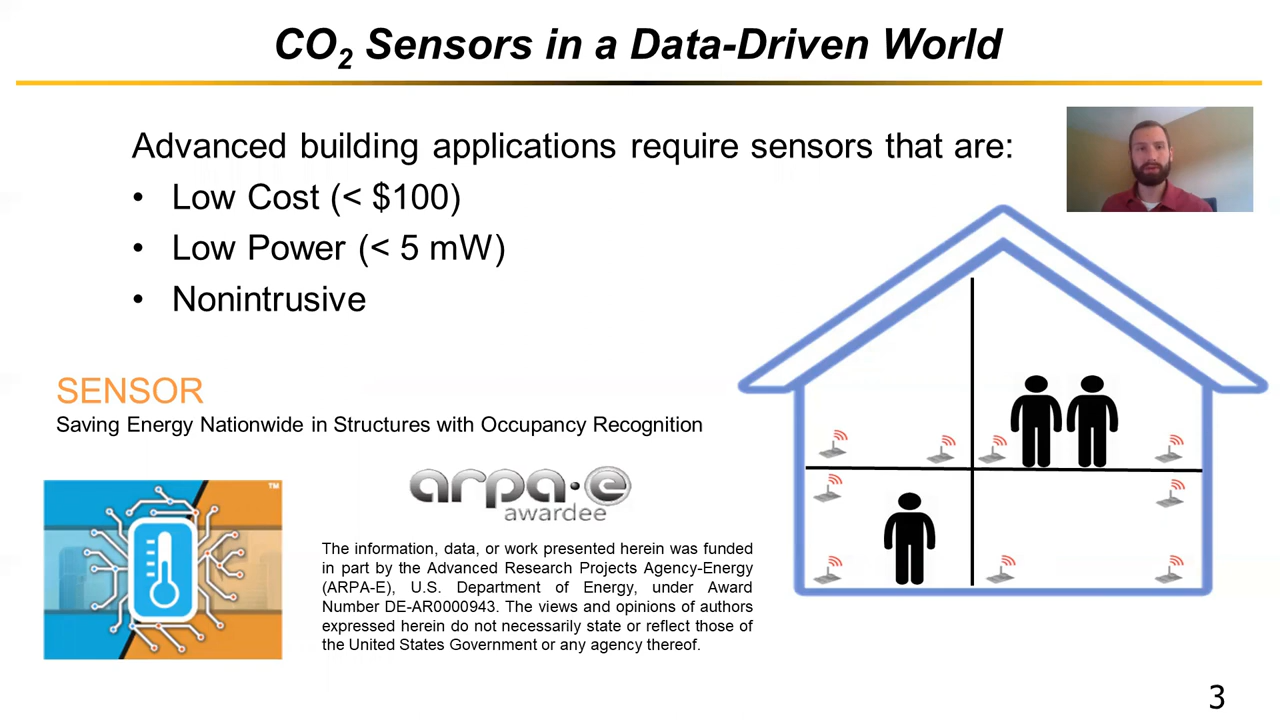 CO2 Sensors in a Data-Driven World
Advanced building applications require sensors that are:
• Low Cost (< $100)
• Low Power (< 5 mW)
• Nonintrusive
SENSOR
Saving Energy Nationwide in Structures with Occupancy Recognition
TM
arpa·e
awardee
The information, data, or work presented herein was funded
in part by the Advanced Research Projects Agency-Energy
(ARPA-E), U.S. Department of Energy, under Award
Number DE-AR0000943. The views and opinions of authors
expressed herein do not necessarily state or reflect those of
the United States Government or any agency thereof.
3